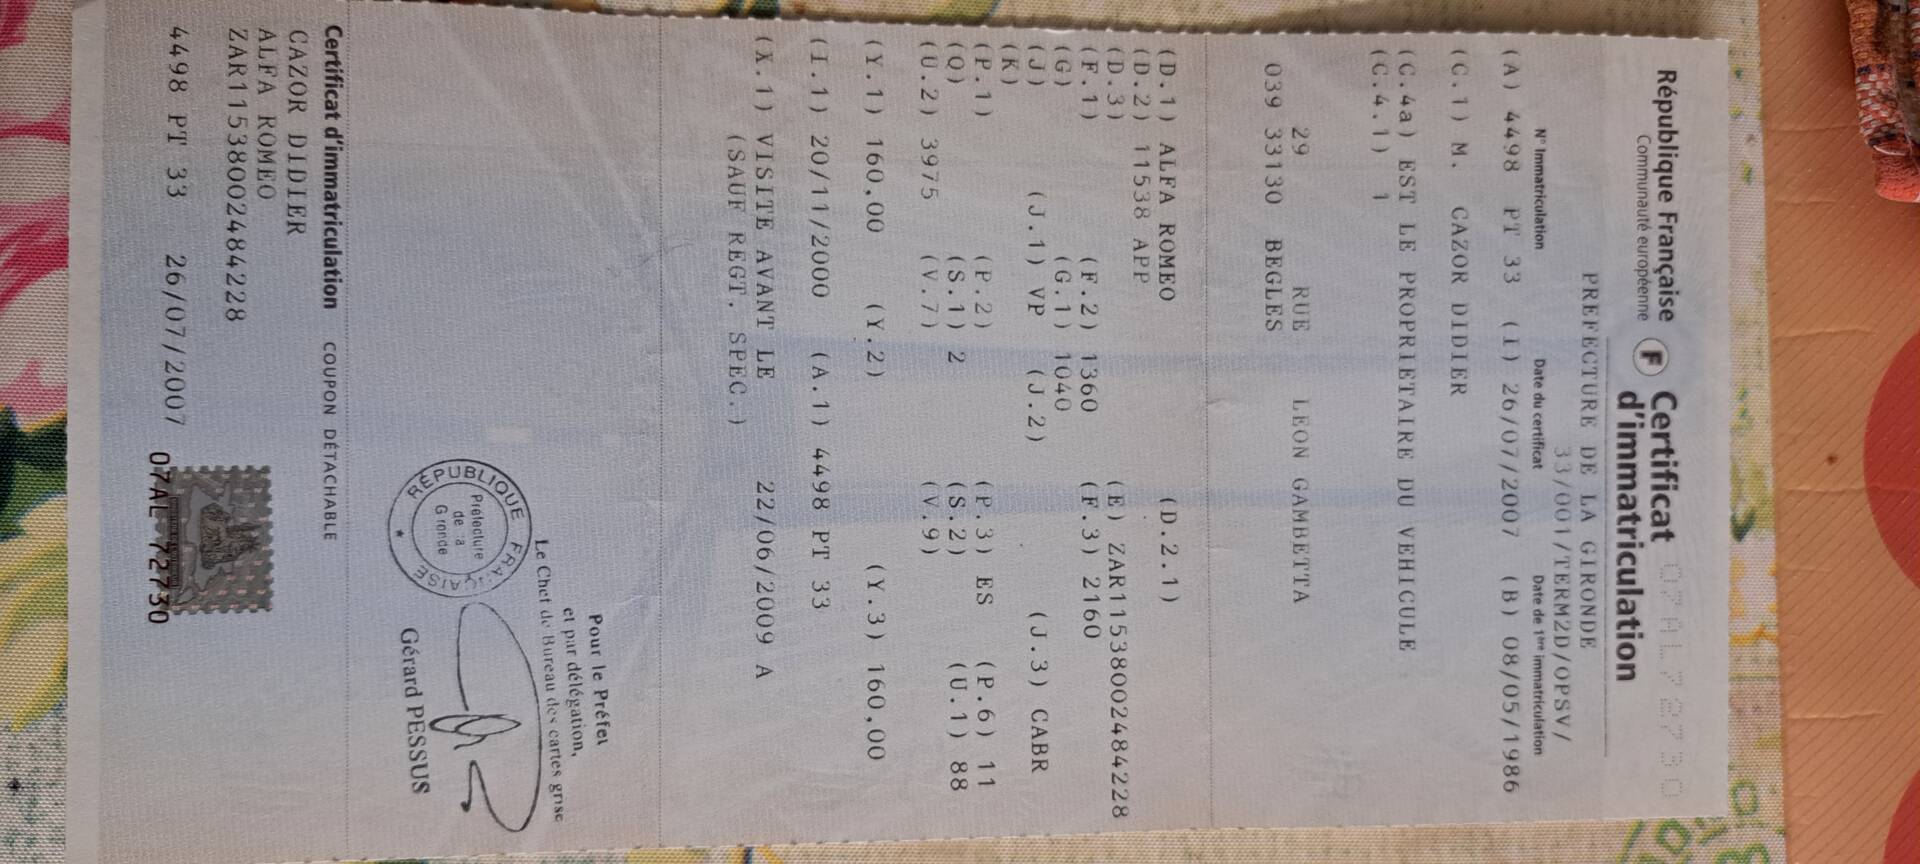 République Française
Communauté européenne
F
Certificat
d'immatriculation
07AL72730
PREFECTURE DE LA GIRONDE
33/001/TERM2D/OPSV/
N° Immatriculation Date du certificat Date de 1ère immatriculation
(A) 4498 PT 33 (I) 26/07/2007 (B) 08/05/1986
(C.1) M. CAZOR DIDIER
(C.4a) EST LE PROPRIETAIRE DU VEHICULE
(C.4.1) 1
29 RUE LEON GAMBETTA
039 33130 BEGLES
(D.1) ALFA ROMEO (D.2.1)
(D.2) 11538 APP
(D.3) (E) ZAR11538002484228
(F.1) (F.2) 1360 (F.3) 2160
(G) (G.1) 1040
(J) (J.1) VP (J.2) (J.3) CABR
(K)
(P.1) (P.2) (P.3) ES (P.6) 11
(Q) (S.1) 2 (S.2) (U.1) 88
(U.2) 3975 (V.7) (V.9)
(Y.1) 160,00 (Y.2) (Y.3) 160,00
(I.1) 20/11/2000 (A.1) 4498 PT 33
(X.1) VISITE AVANT LE 22/06/2009 A
(SAUF REGT. SPEC.)
Pour le Préfet
et par délégation,
Le Chef de Bureau des cartes grise
Gérard PESSUS
RÉPUBLIQUE FRANÇAISE
Préfecture
de la
Gironde
Certificat d'immatriculation COUPON DÉTACHABLE
CAZOR DIDIER
ALFA ROMEO
ZAR11538002484228
4498 PT 33 26/07/2007 07AL 72730